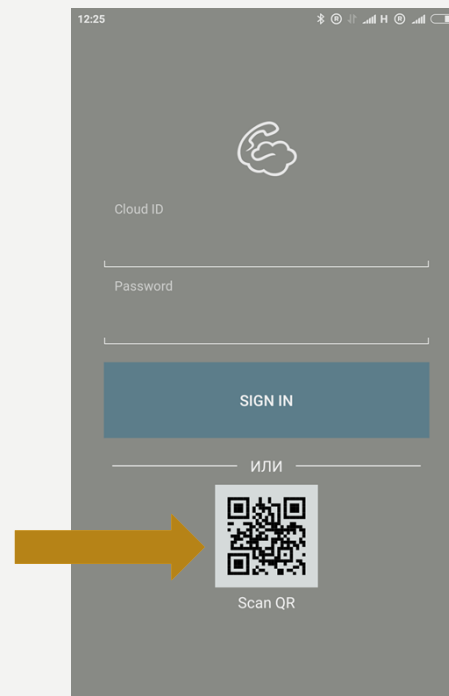 12:25
H
Cloud ID
Password
SIGN IN
ИЛИ
Scan QR